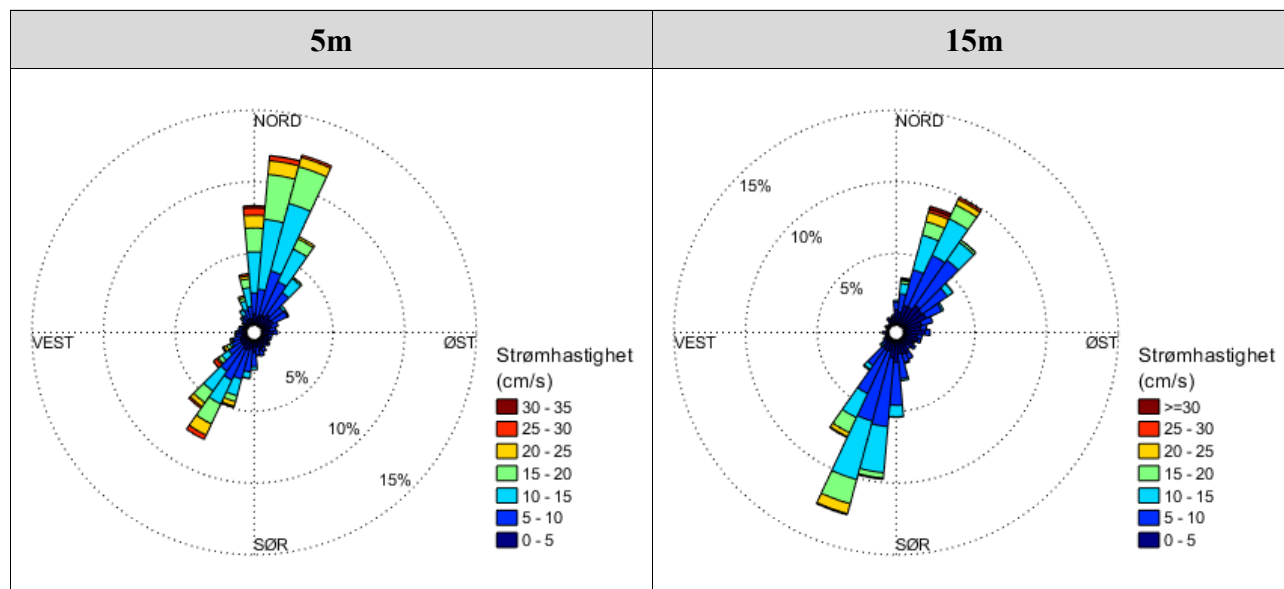 5m
15m
NORD
VEST
ØST
SØR
5%
10%
15%
Strømhastighet
(cm/s)
30 - 35
25 - 30
20 - 25
15 - 20
10 - 15
5 - 10
0 - 5
NORD
15%
10%
5%
VEST
ØST
SØR
Strømhastighet
(cm/s)
>=30
25 - 30
20 - 25
15 - 20
10 - 15
5 - 10
0 - 5